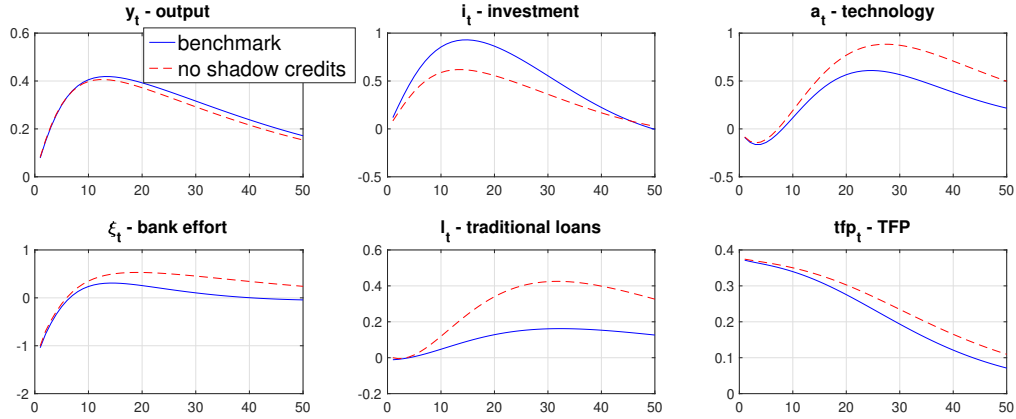 y_t - output
i_t - investment
a_t - technology
benchmark
no shadow credits
0.6
0.4
0.2
0
0 10 20 30 40 50
1
0.5
0
-0.5
0 10 20 30 40 50
1
0.5
0
-0.5
0 10 20 30 40 50
ξ_t - bank effort
l_t - traditional loans
tfp_t - TFP
1
0
-1
-2
0 10 20 30 40 50
0.6
0.4
0.2
0
-0.2
0 10 20 30 40 50
0.4
0.3
0.2
0.1
0
0 10 20 30 40 50